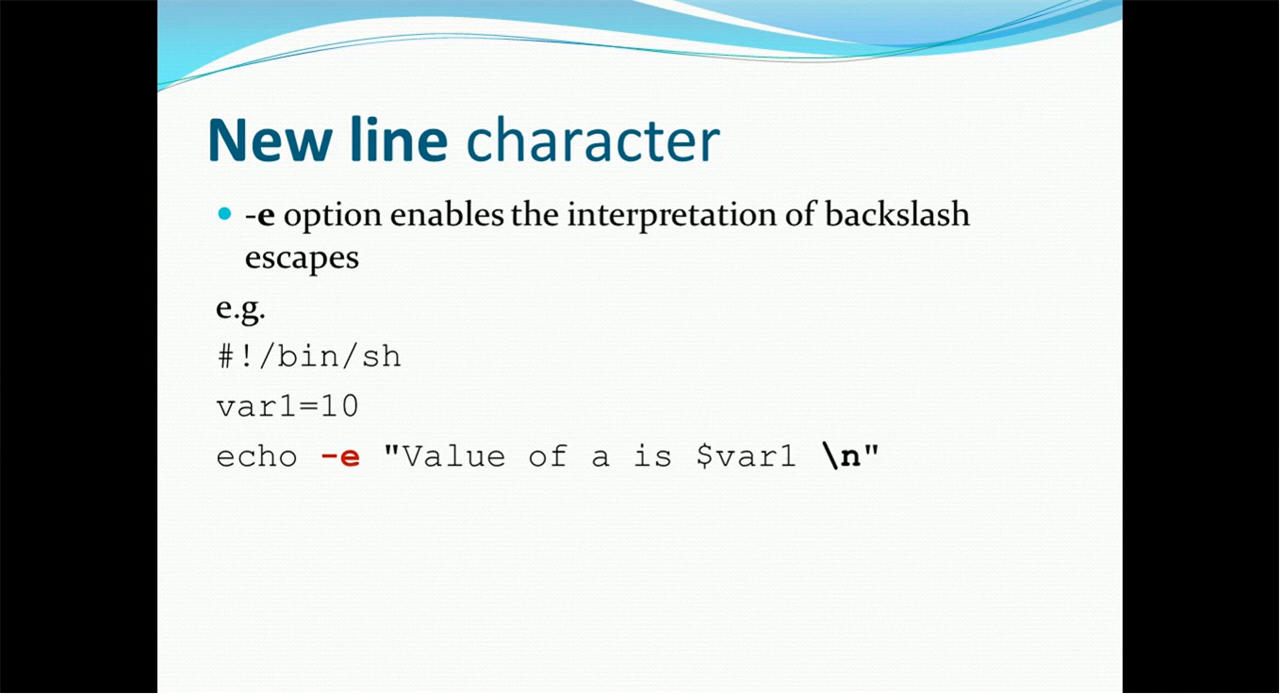 New line character
-e option enables the interpretation of backslash
escapes
e.g.
#!/bin/sh
var1=10
echo -e "Value of a is $var1 \n"